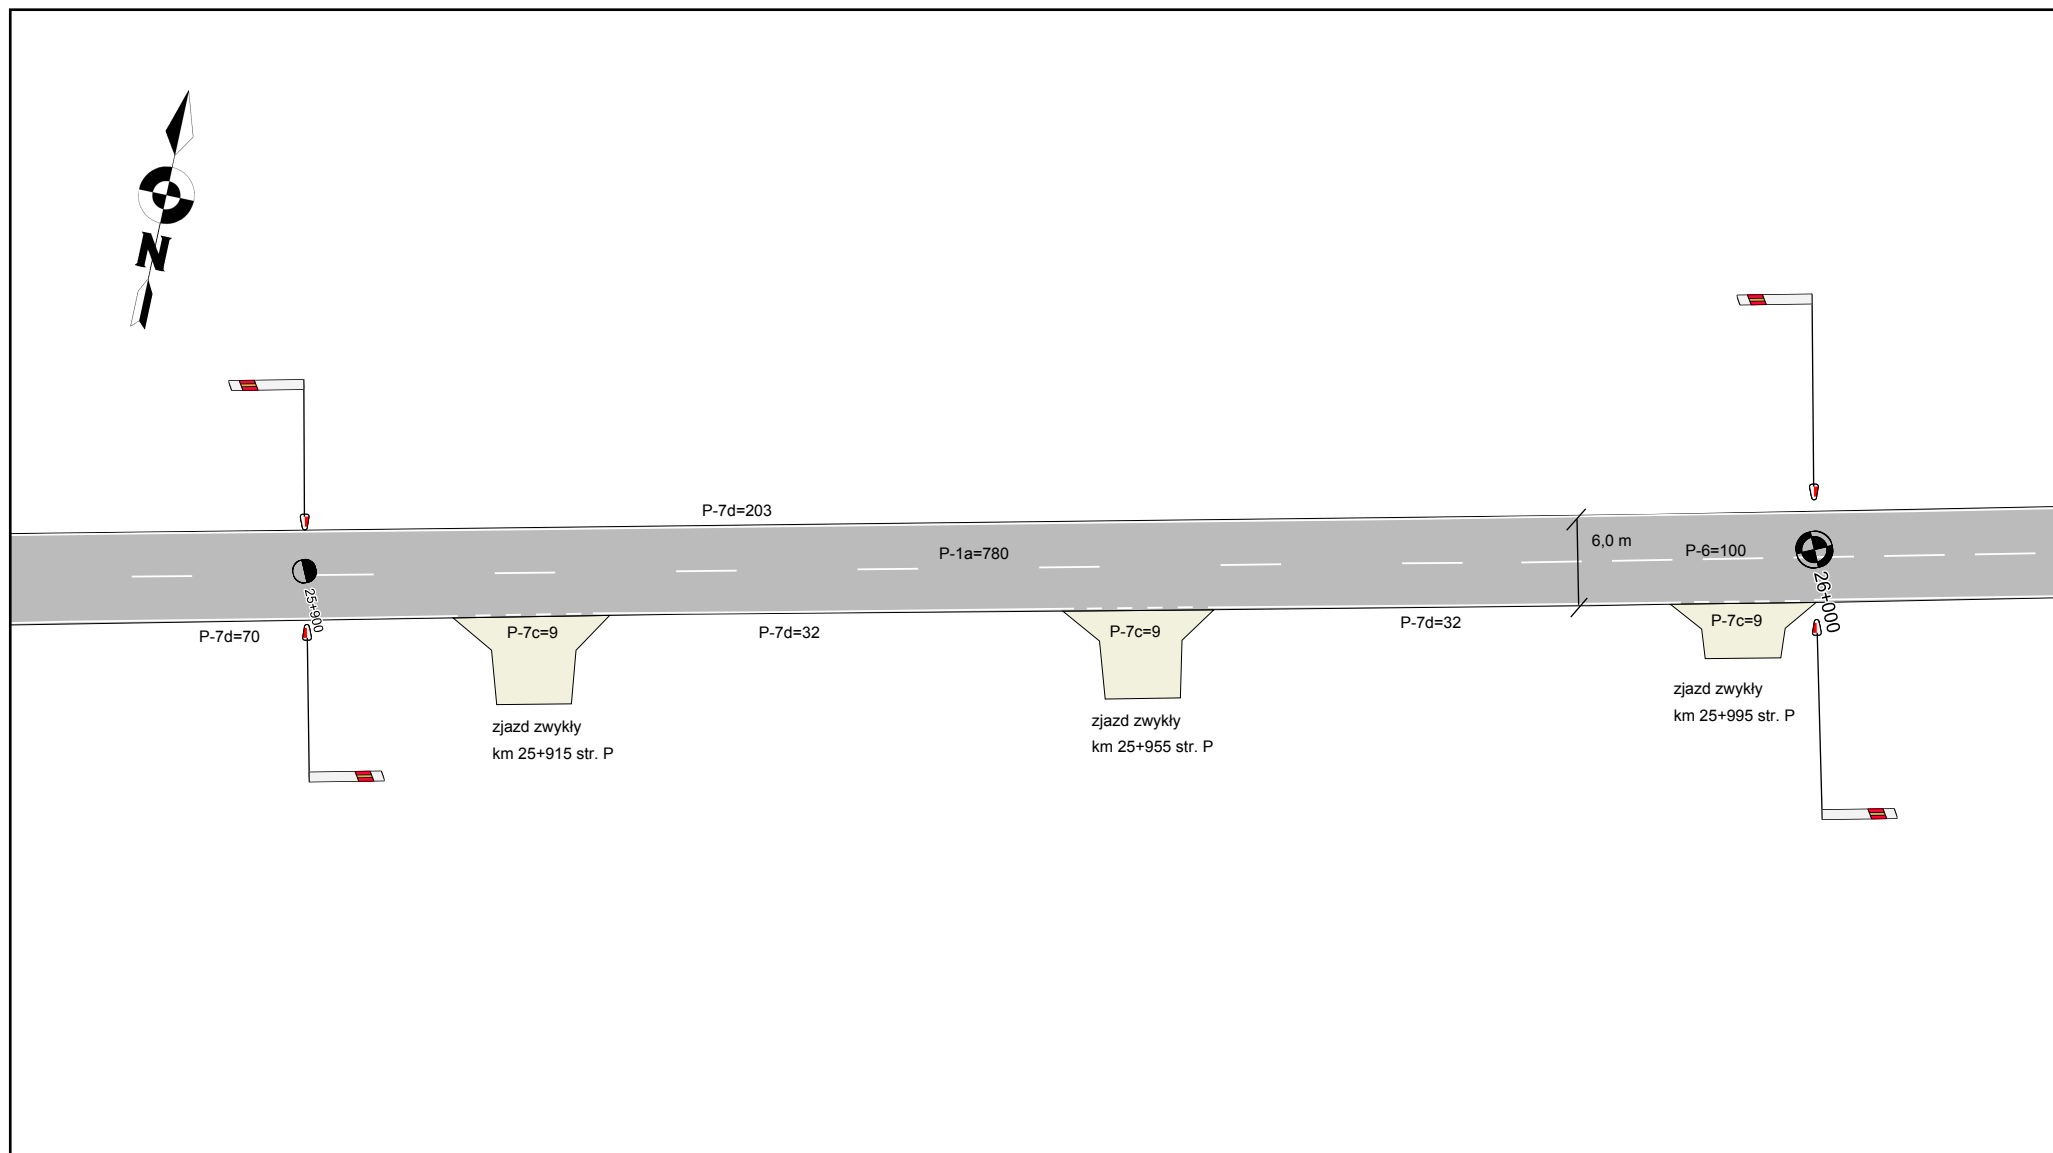 N
P-7d=203
P-1a=780
6,0 m
P-6=100
25+900
26+000
P-7d=70
P-7c=9
P-7d=32
P-7c=9
P-7d=32
P-7c=9
zjazd zwykły
km 25+915 str. P
zjazd zwykły
km 25+955 str. P
zjazd zwykły
km 25+995 str. P